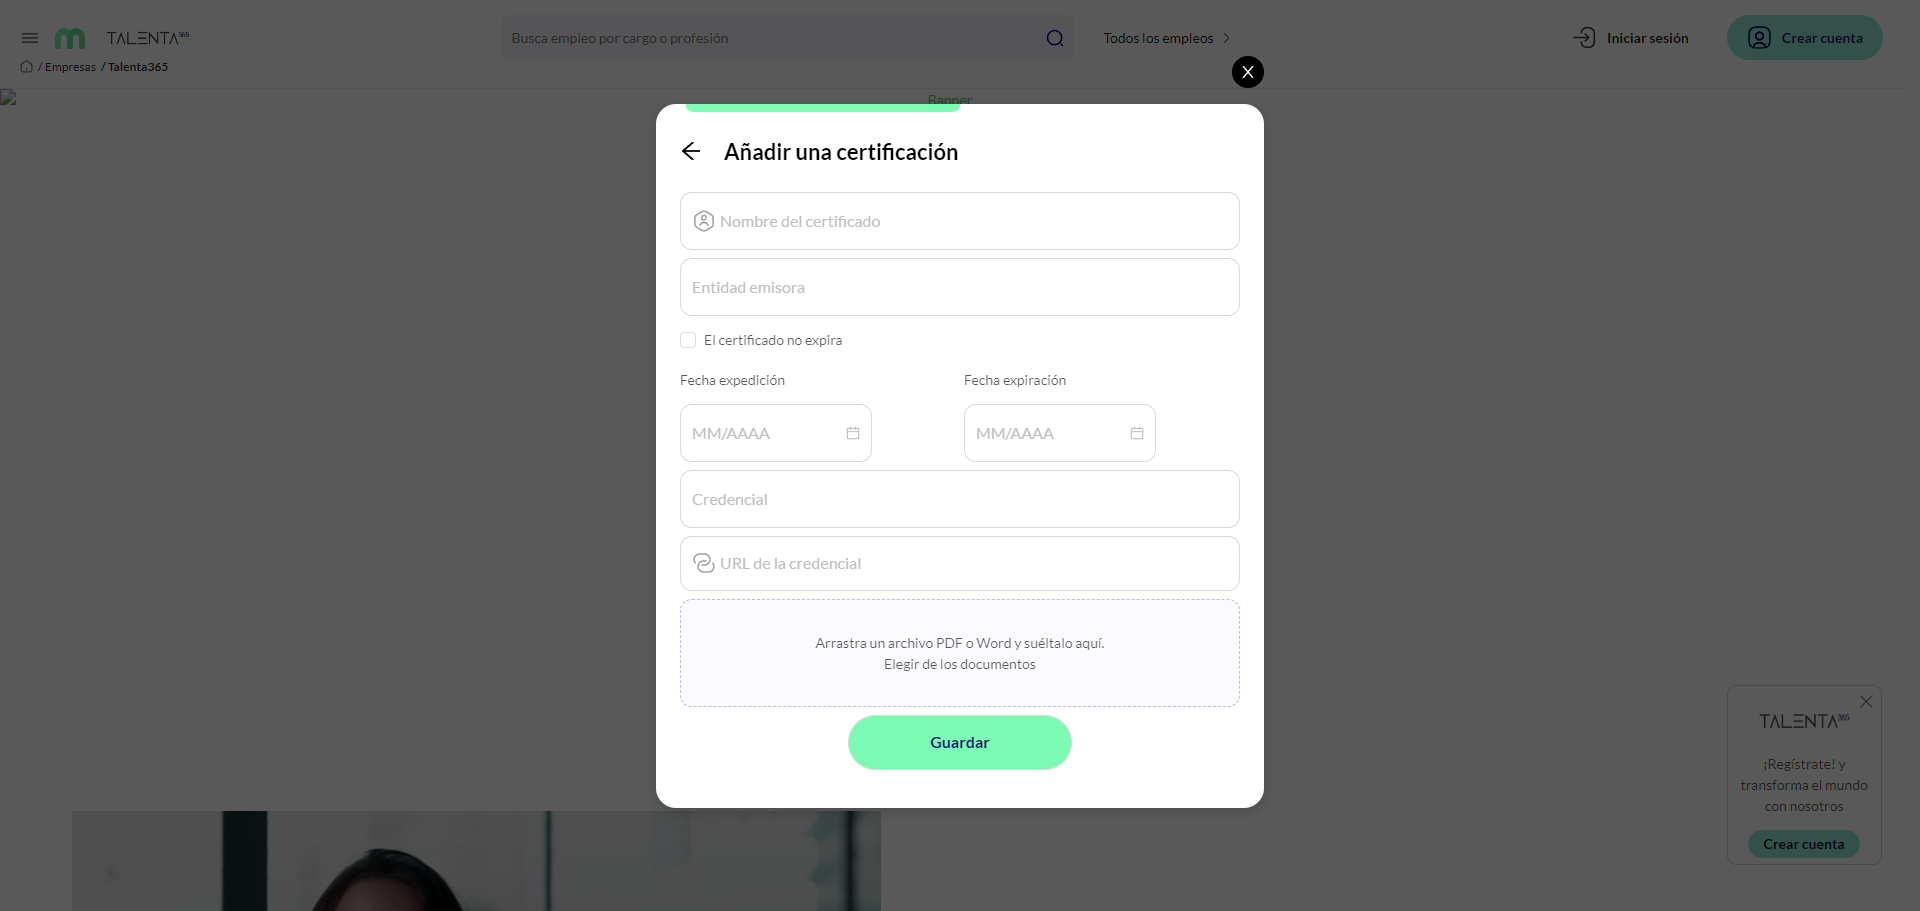 TALENTA365
Busca empleo por cargo o profesión
Todos los empleos
Iniciar sesión
Crear cuenta
/ Empresas / Talenta365
X
Banner
Añadir una certificación
Nombre del certificado
Entidad emisora
El certificado no expira
Fecha expedición
Fecha expiración
MM/AAAA
MM/AAAA
Credencial
URL de la credencial
Arrastra un archivo PDF o Word y suéltalo aquí.
Elegir de los documentos
Guardar
TALENTA365
¡Regístrate! y
transforma el mundo
con nosotros
Crear cuenta